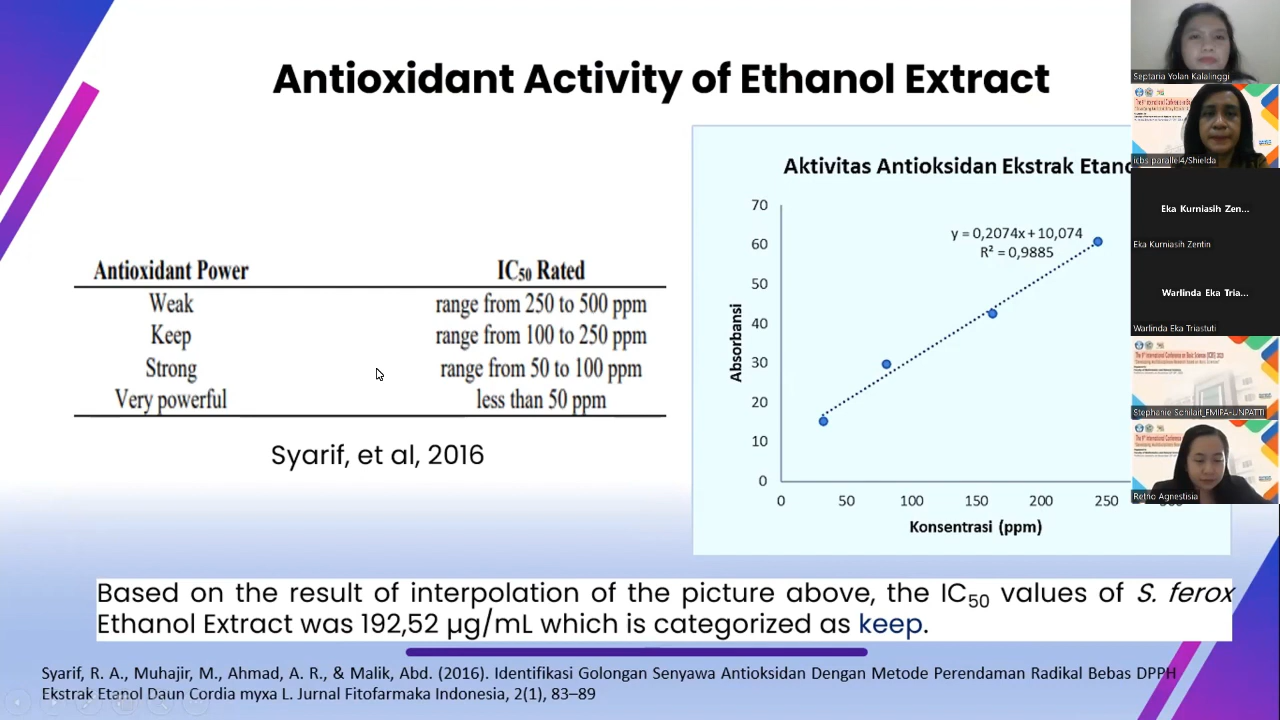 Antioxidant Activity of Ethanol Extract
Antioxidant Power IC50 Rated
Weak range from 250 to 500 ppm
Keep range from 100 to 250 ppm
Strong range from 50 to 100 ppm
Very powerful less than 50 ppm
Syarif, et al, 2016
Aktivitas Antioksidan Ekstrak
y = 0,2074x + 10,074
R² = 0,9885
70
60
50
40
30
20
10
0
Absorbansi
0 50 100 150 200 250
Konsentrasi (ppm)
Based on the result of interpolation of the picture above, the IC50 values of S. ferox
Ethanol Extract was 192,52 µg/mL which is categorized as keep.
Syarif, R. A., Muhajir, M., Ahmad, A. R., & Malik, Abd. (2016). Identifikasi Golongan Senyawa Antioksidan Dengan Metode Perendaman Radikal Bebas DPPH
Ekstrak Etanol Daun Cordia myxa L. Jurnal Fitofarmaka Indonesia, 2(1), 83–89
Septaria Yolan Kalalinggi
icbs parallel4/Shielda
Eka Kurniasih Zen...
Eka Kurniasih Zentin
Warlinda Eka Tria...
Warlinda Eka Triastuti
Stephanie Schilait_FMIPA-UNPATTI
Retno Agnestisia